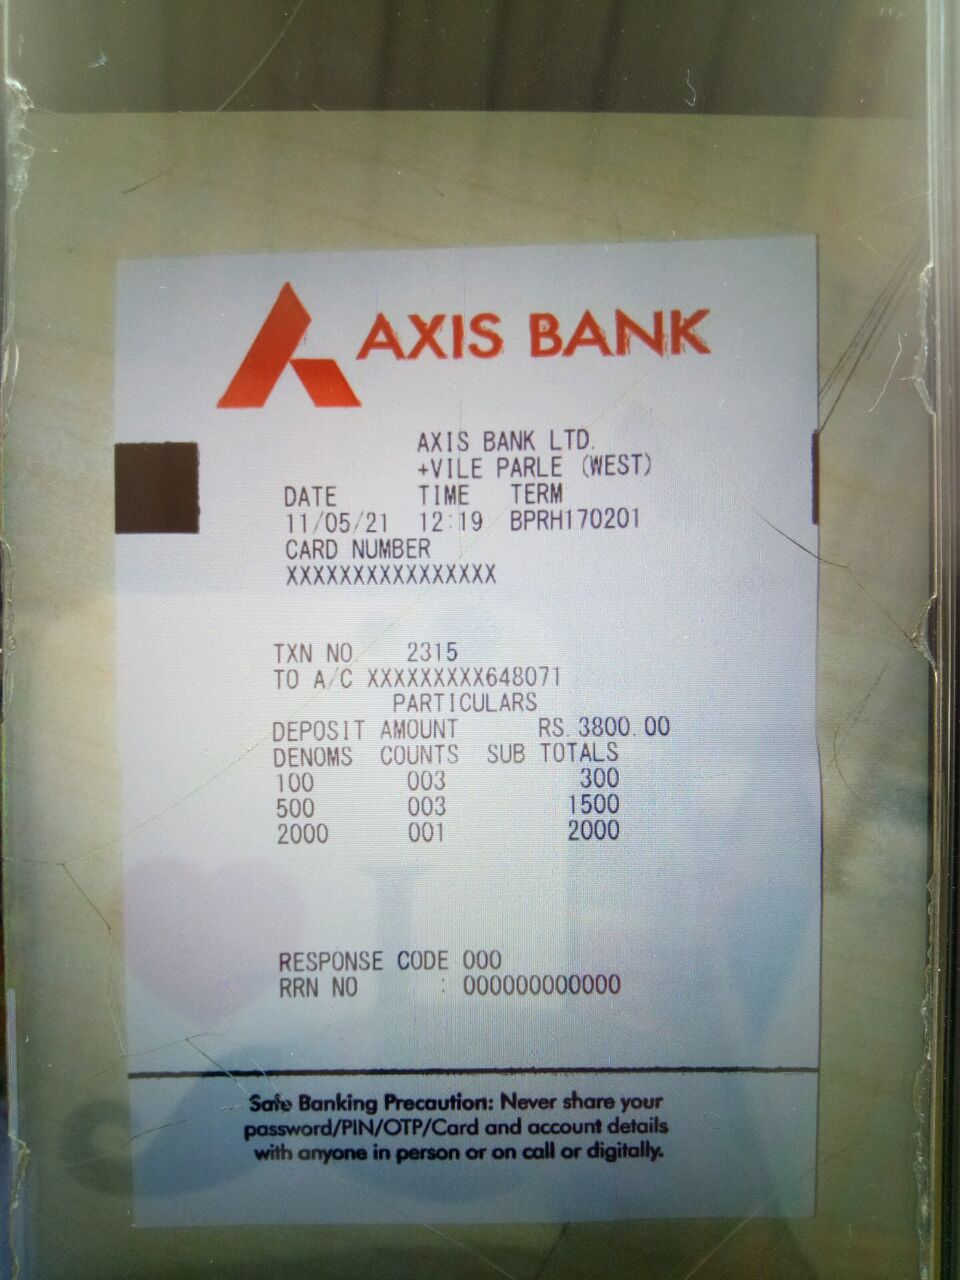 AXIS BANK
AXIS BANK LTD.
+VILE PARLE (WEST)
DATE TIME TERM
11/05/21 12:19 BPRH170201
CARD NUMBER
XXXXXXXXXXXXXXXX
TXN NO 2315
TO A/C XXXXXXXXX648071
PARTICULARS
DEPOSIT AMOUNT RS.3800.00
DENOMS COUNTS SUB TOTALS
100 003 300
500 003 1500
2000 001 2000
RESPONSE CODE 000
RRN NO : 000000000000
Safe Banking Precaution: Never share your
password/PIN/OTP/Card and account details
with anyone in person or on call or digitally.